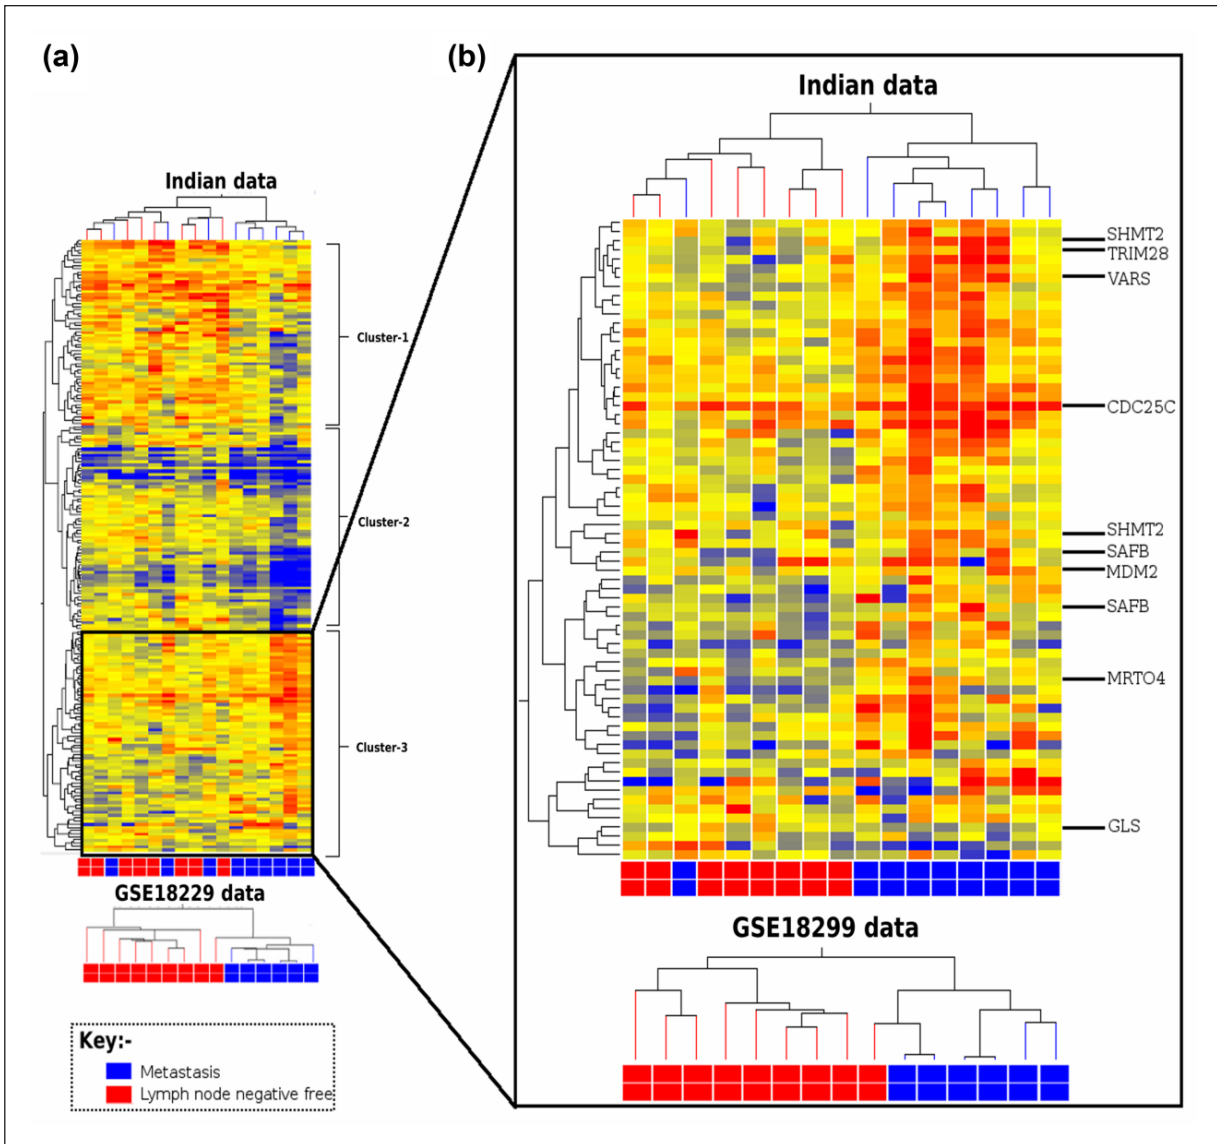 (a)
Indian data
Cluster-1
Cluster-2
Cluster-3
GSE18229 data
Key:-
Metastasis
Lymph node negative free
(b)
Indian data
SHMT2
TRIM28
VARS
CDC25C
SHMT2
SAFB
MDM2
SAFB
MRTO4
GLS
GSE18299 data